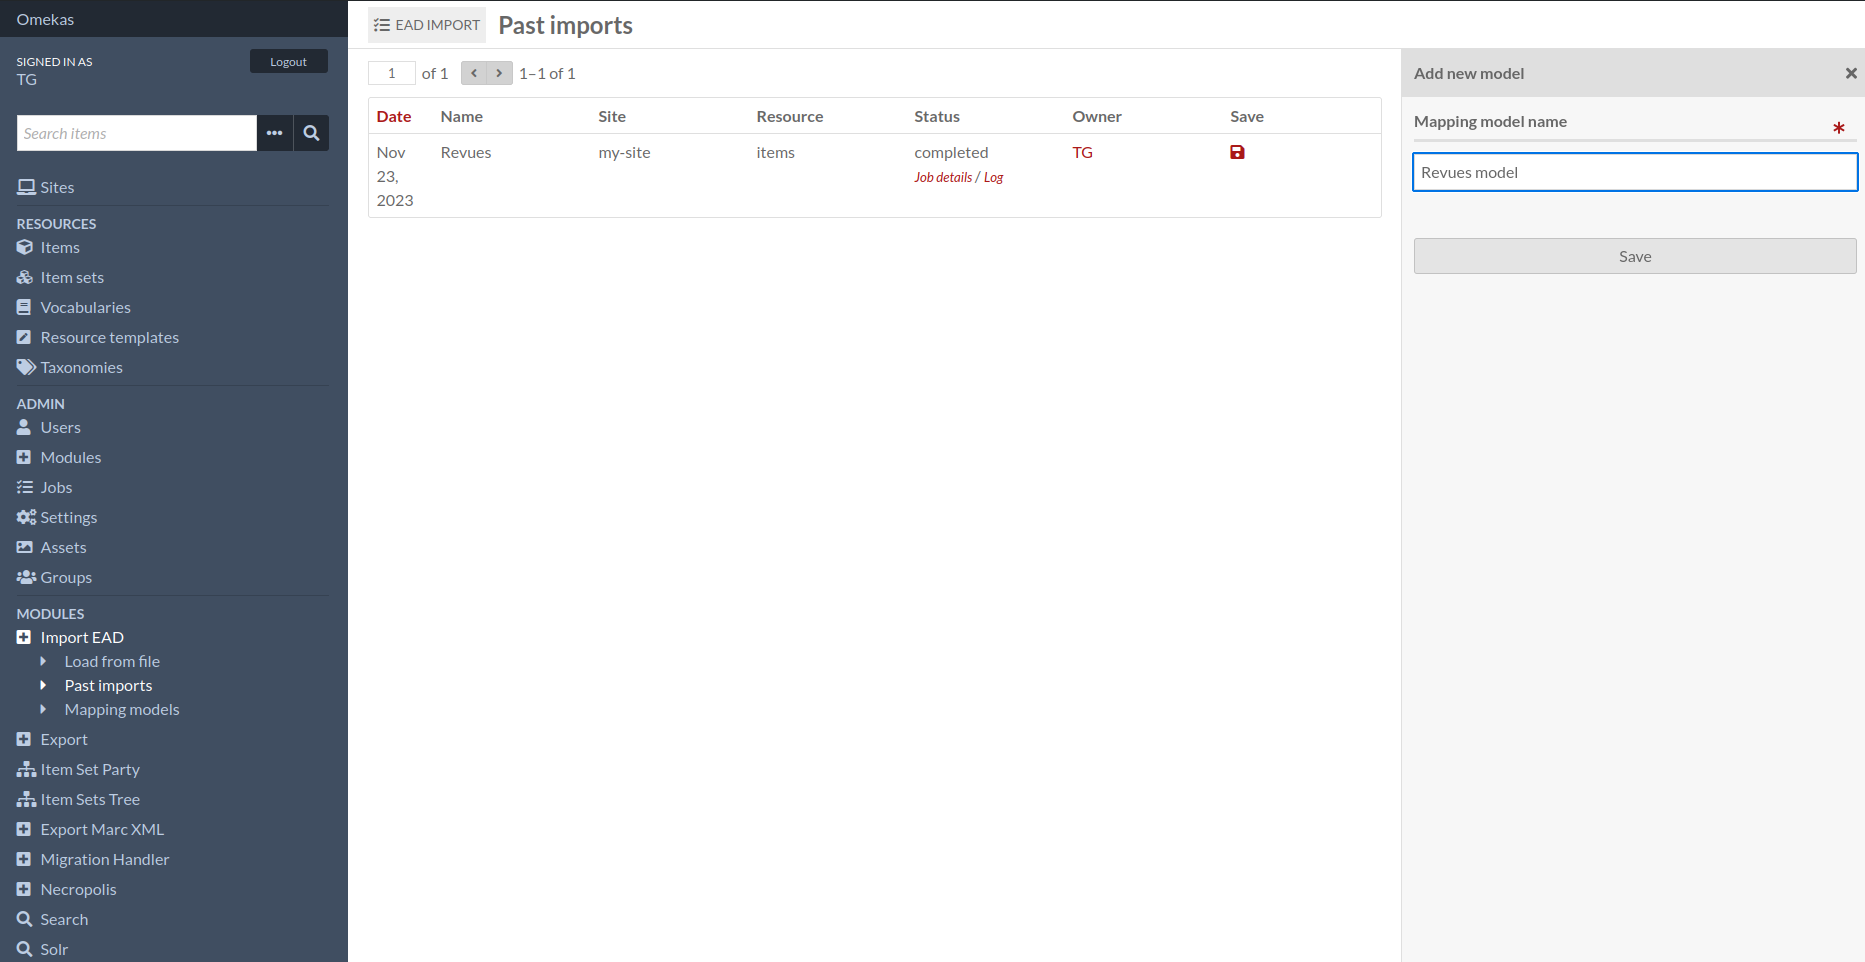 Omekas
SIGNED IN AS
TG
Logout
Search items
Sites
RESOURCES
Items
Item sets
Vocabularies
Resource templates
Taxonomies
ADMIN
Users
Modules
Jobs
Settings
Assets
Groups
MODULES
Import EAD
Load from file
Past imports
Mapping models
Export
Item Set Party
Item Sets Tree
Export Marc XML
Migration Handler
Necropolis
Search
Solr
EAD IMPORT Past imports
1 of 1 1–1 of 1
Date Name Site Resource Status Owner Save
Nov 23, 2023 Revues my-site items completed TG
Job details / Log
Add new model
Mapping model name
Revues model
Save